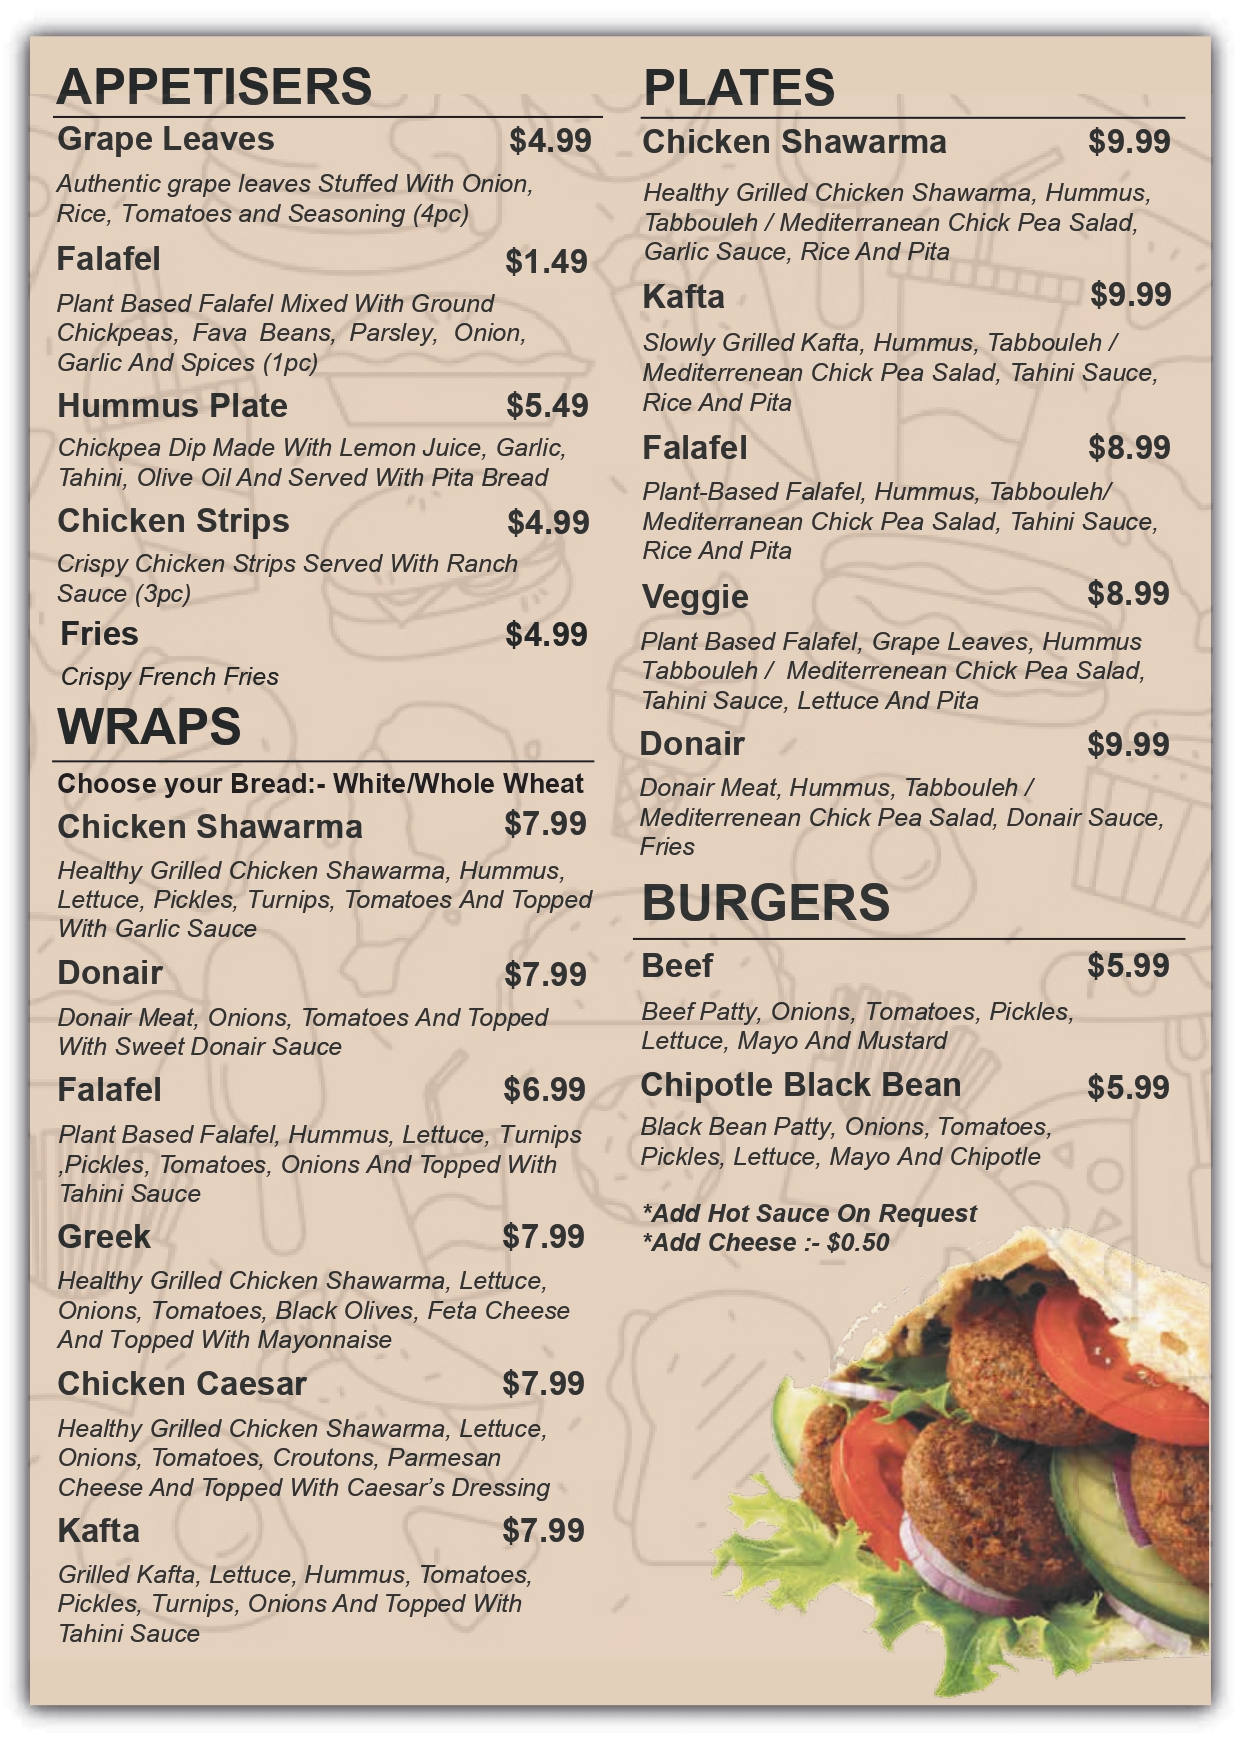 APPETISERS
Grape Leaves $4.99
Authentic grape leaves Stuffed With Onion,
Rice, Tomatoes and Seasoning (4pc)
Falafel $1.49
Plant Based Falafel Mixed With Ground
Chickpeas, Fava Beans, Parsley, Onion,
Garlic And Spices (1pc)
Hummus Plate $5.49
Chickpea Dip Made With Lemon Juice, Garlic,
Tahini, Olive Oil And Served With Pita Bread
Chicken Strips $4.99
Crispy Chicken Strips Served With Ranch
Sauce (3pc)
Fries $4.99
Crispy French Fries
WRAPS
Choose your Bread:- White/Whole Wheat
Chicken Shawarma $7.99
Healthy Grilled Chicken Shawarma, Hummus,
Lettuce, Pickles, Turnips, Tomatoes And Topped
With Garlic Sauce
Donair $7.99
Donair Meat, Onions, Tomatoes And Topped
With Sweet Donair Sauce
Falafel $6.99
Plant Based Falafel, Hummus, Lettuce, Turnips
,Pickles, Tomatoes, Onions And Topped With
Tahini Sauce
Greek $7.99
Healthy Grilled Chicken Shawarma, Lettuce,
Onions, Tomatoes, Black Olives, Feta Cheese
And Topped With Mayonnaise
Chicken Caesar $7.99
Healthy Grilled Chicken Shawarma, Lettuce,
Onions, Tomatoes, Croutons, Parmesan
Cheese And Topped With Caesar’s Dressing
Kafta $7.99
Grilled Kafta, Lettuce, Hummus, Tomatoes,
Pickles, Turnips, Onions And Topped With
Tahini Sauce
PLATES
Chicken Shawarma $9.99
Healthy Grilled Chicken Shawarma, Hummus,
Tabbouleh / Mediterranean Chick Pea Salad,
Garlic Sauce, Rice And Pita
Kafta $9.99
Slowly Grilled Kafta, Hummus, Tabbouleh /
Mediterrenean Chick Pea Salad, Tahini Sauce,
Rice And Pita
Falafel $8.99
Plant-Based Falafel, Hummus, Tabbouleh/
Mediterranean Chick Pea Salad, Tahini Sauce,
Rice And Pita
Veggie $8.99
Plant Based Falafel, Grape Leaves, Hummus
Tabbouleh / Mediterrenean Chick Pea Salad,
Tahini Sauce, Lettuce And Pita
Donair $9.99
Donair Meat, Hummus, Tabbouleh /
Mediterrenean Chick Pea Salad, Donair Sauce,
Fries
BURGERS
Beef $5.99
Beef Patty, Onions, Tomatoes, Pickles,
Lettuce, Mayo And Mustard
Chipotle Black Bean $5.99
Black Bean Patty, Onions, Tomatoes,
Pickles, Lettuce, Mayo And Chipotle
*Add Hot Sauce On Request
*Add Cheese :- $0.50